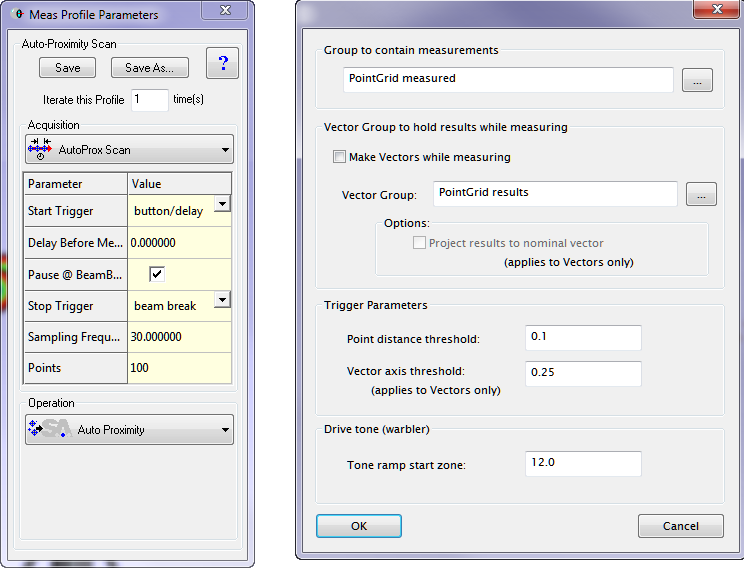 Meas Profile Parameters
Auto-Proximity Scan
Save
Save As...
?
Iterate this Profile 1 time(s)
Acquisition
AutoProx Scan
Parameter Value
Start Trigger button/delay
Delay Before Me... 0.000000
Pause @ BeamB...
Stop Trigger beam break
Sampling Frequ... 30.000000
Points 100
Operation
SA Auto Proximity
Group to contain measurements
PointGrid measured ...
Vector Group to hold results while measuring
Make Vectors while measuring
Vector Group: PointGrid results ...
Options:
Project results to nominal vector
(applies to Vectors only)
Trigger Parameters
Point distance threshold: 0.1
Vector axis threshold: 0.25
(applies to Vectors only)
Drive tone (warbler)
Tone ramp start zone: 12.0
OK Cancel